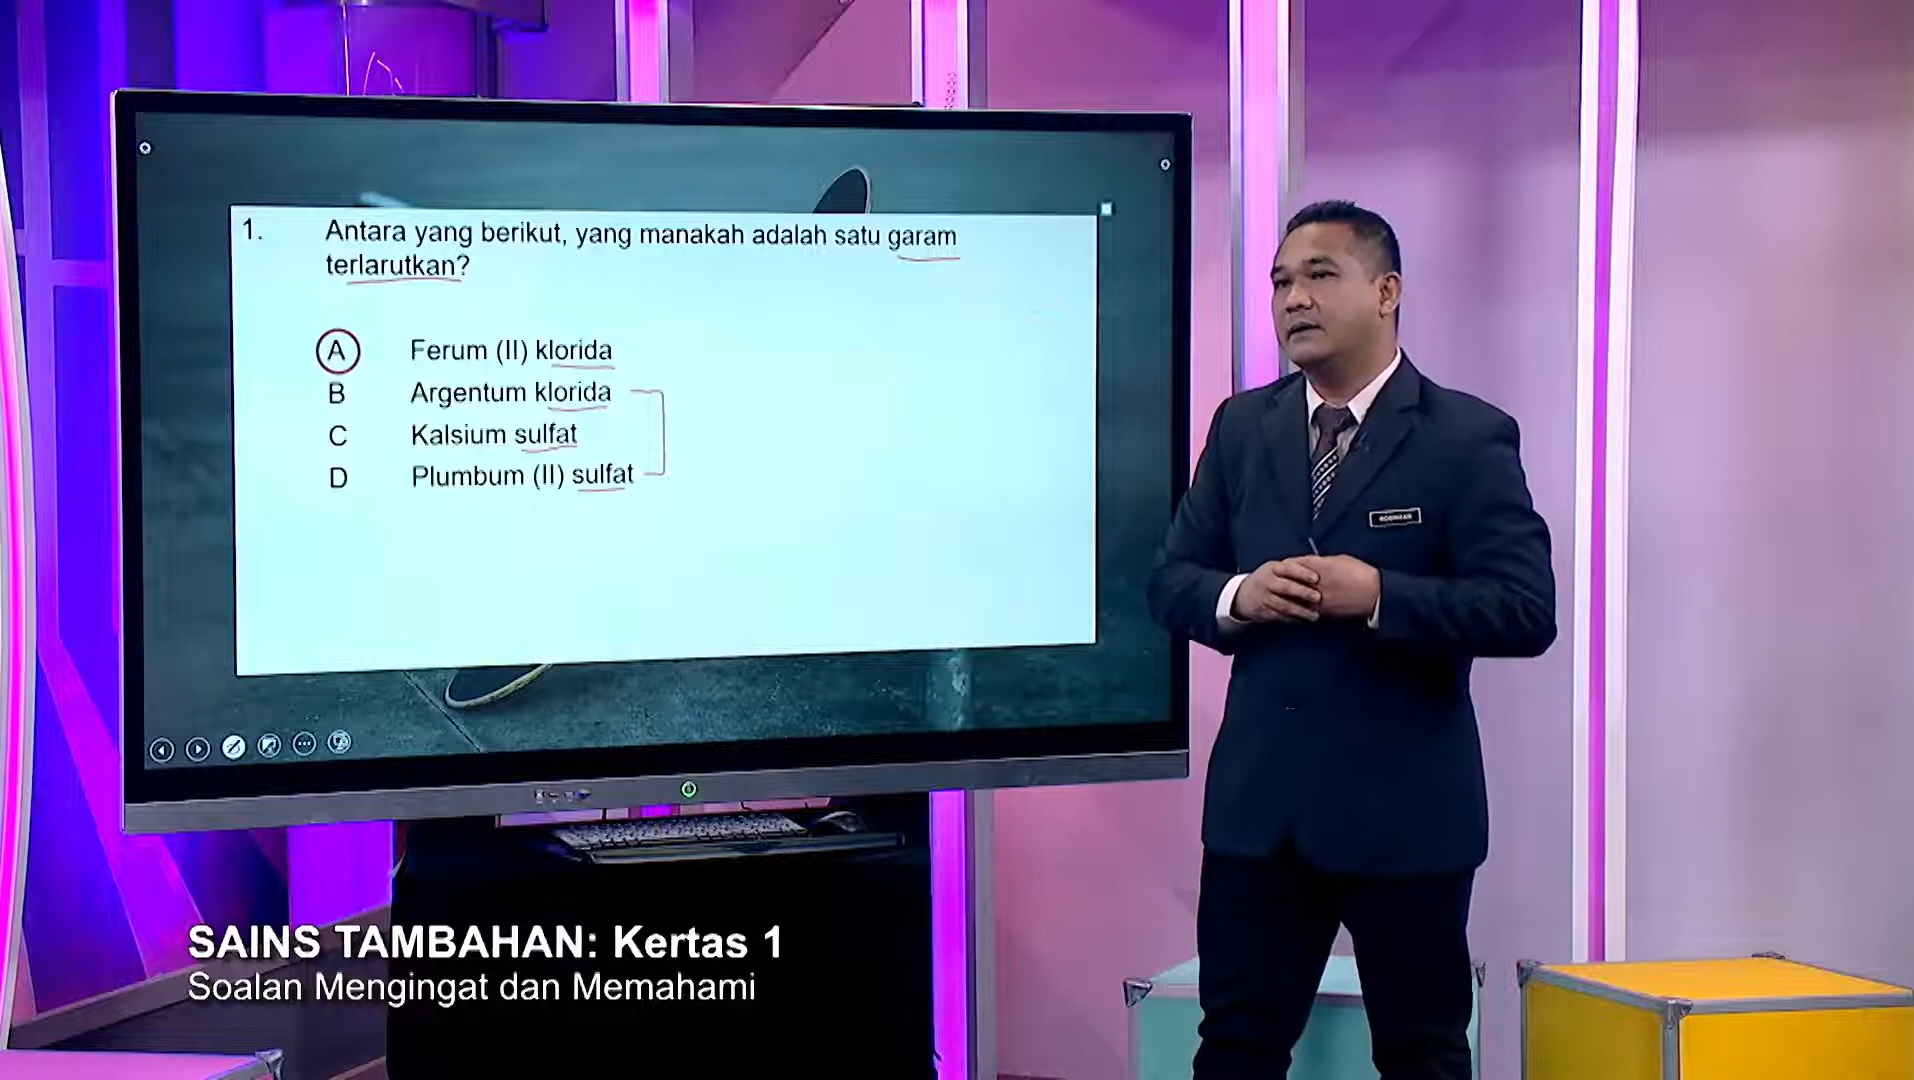 1. Antara yang berikut, yang manakah adalah satu garam
terlarutkan?
A Ferum (II) klorida
B Argentum klorida
C Kalsium sulfat
D Plumbum (II) sulfat
SAINS TAMBAHAN: Kertas 1
Soalan Mengingat dan Memahami